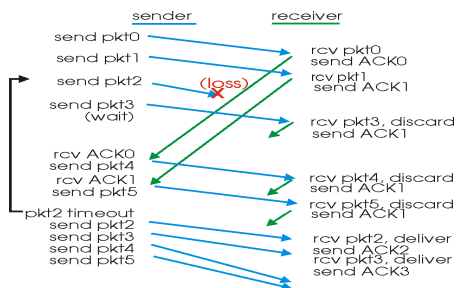 sender
receiver
send pkt0
send pkt1
send pkt2
(loss)
send pkt3
(wait)
rcv pkt0
send ACK0
rcv pkt1
send ACK1
rcv pkt3, discard
send ACK1
rcv ACK0
send pkt4
rcv ACK1
send pkt5
rcv pkt4, discard
send ACK1
rcv pkt5, discard
send ACK1
pkt2 timeout
send pkt2
send pkt3
send pkt4
send pkt5
rcv pkt2, deliver
send ACK2
rcv pkt3, deliver
send ACK3